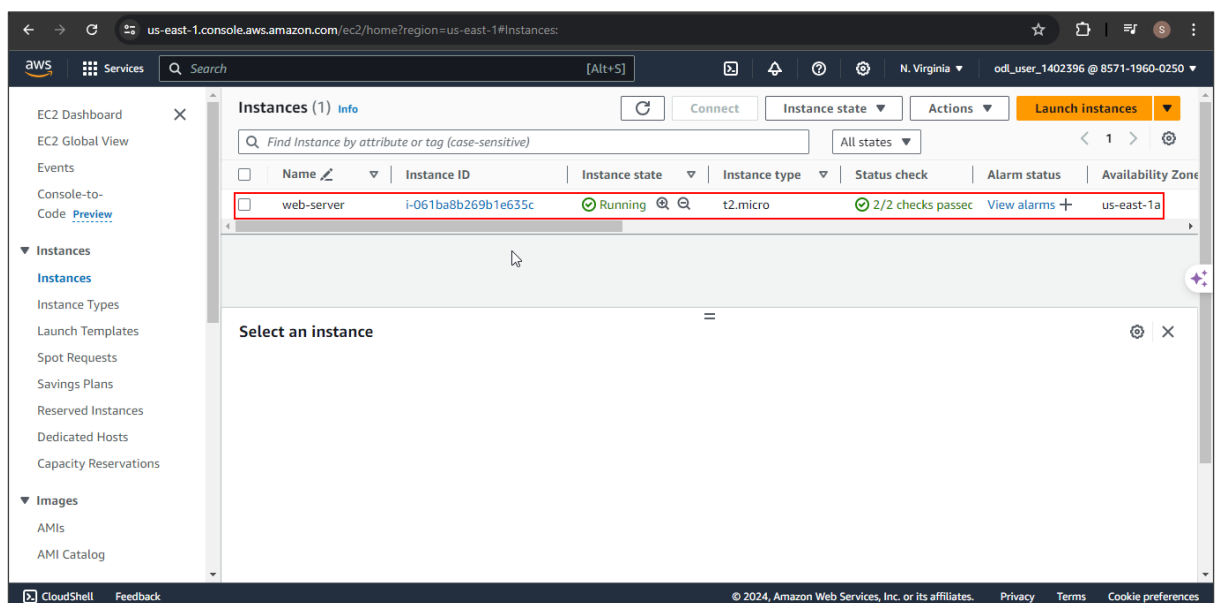 us-east-1.console.aws.amazon.com/ec2/home?region=us-east-1#Instances:
S
aws Services Search [Alt+S] N. Virginia odl_user_1402396 @ 8571-1960-0250
EC2 Dashboard
EC2 Global View
Events
Console-to-
Code Preview
Instances
Instances
Instance Types
Launch Templates
Spot Requests
Savings Plans
Reserved Instances
Dedicated Hosts
Capacity Reservations
Images
AMIs
AMI Catalog
Instances (1) Info Connect Instance state Actions Launch instances
Find Instance by attribute or tag (case-sensitive) All states 1
Name Instance ID Instance state Instance type Status check Alarm status Availability Zone
web-server i-061ba8b269b1e635c Running t2.micro 2/2 checks passec View alarms us-east-1a
Select an instance
CloudShell Feedback © 2024, Amazon Web Services, Inc. or its affiliates. Privacy Terms Cookie preferences